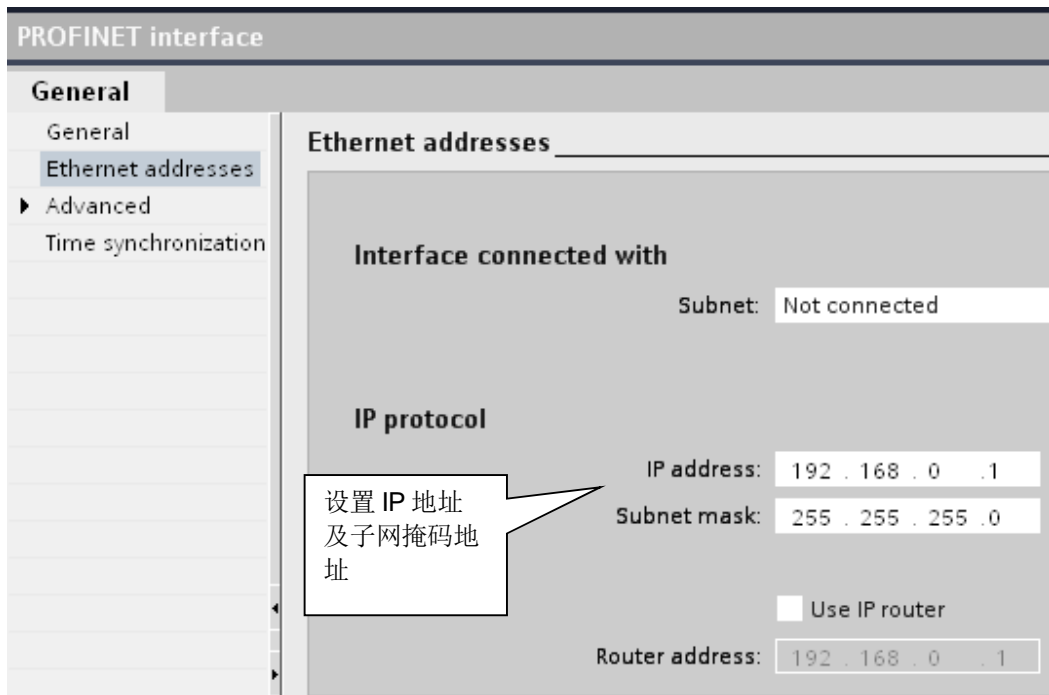 PROFINET interface
General
General
Ethernet addresses
Advanced
Time synchronization
Ethernet addresses
Interface connected with
Subnet: Not connected
IP protocol
IP address: 192 . 168 . 0 . 1
Subnet mask: 255 . 255 . 255 . 0
设置 IP 地址
及子网掩码地
址
Use IP router
Router address: 192 . 168 . 0 . 1